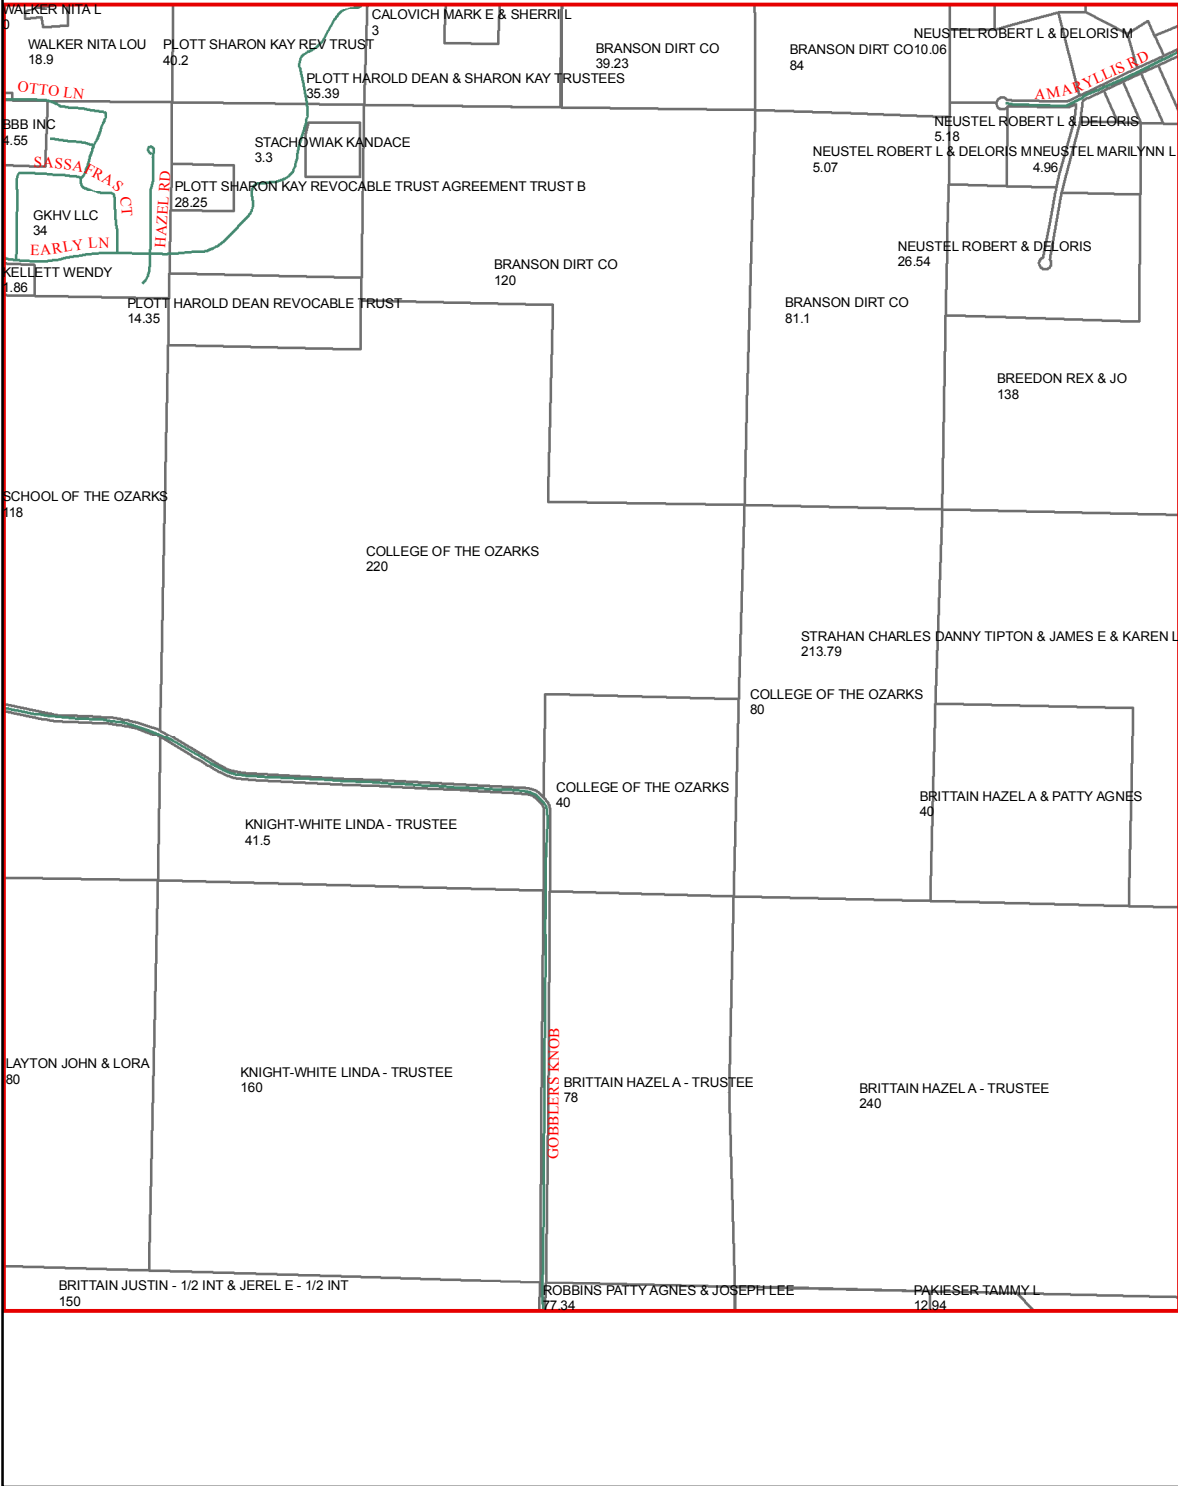 WALKER NITA L
0
CALOVICH MARK E & SHERRI L
3
NEUSTEL ROBERT L & DELORIS M
10.06
WALKER NITA LOU
18.9
PLOTT SHARON KAY REV TRUST
40.2
BRANSON DIRT CO
39.23
BRANSON DIRT CO
84
PLOTT HAROLD DEAN & SHARON KAY TRUSTEES
35.39
AMARYLLIS RD
OTTO LN
BBB INC
4.55
NEUSTEL ROBERT L & DELORIS
5.18
STACHOWIAK KANDACE
3.3
NEUSTEL ROBERT L & DELORIS M
5.07
NEUSTEL MARILYNN L
4.96
SASSAFRAS CT
HAZEL RD
PLOTT SHARON KAY REVOCABLE TRUST AGREEMENT TRUST B
28.25
GKHV LLC
34
EARLY LN
NEUSTEL ROBERT & DELORIS
26.54
KELLETT WENDY
1.86
BRANSON DIRT CO
120
PLOTT HAROLD DEAN REVOCABLE TRUST
14.35
BRANSON DIRT CO
81.1
BREEDON REX & JO
138
SCHOOL OF THE OZARKS
118
COLLEGE OF THE OZARKS
220
STRAHAN CHARLES DANNY TIPTON & JAMES E & KAREN L
213.79
COLLEGE OF THE OZARKS
80
COLLEGE OF THE OZARKS
40
BRITTAIN HAZEL A & PATTY AGNES
40
KNIGHT-WHITE LINDA - TRUSTEE
41.5
LAYTON JOHN & LORA
80
KNIGHT-WHITE LINDA - TRUSTEE
160
GOBBLERS KNOB
BRITTAIN HAZEL A - TRUSTEE
78
BRITTAIN HAZEL A - TRUSTEE
240
BRITTAIN JUSTIN - 1/2 INT & JEREL E - 1/2 INT
150
ROBBINS PATTY AGNES & JOSEPH LEE
77.34
PAKIESER TAMMY L
12.94